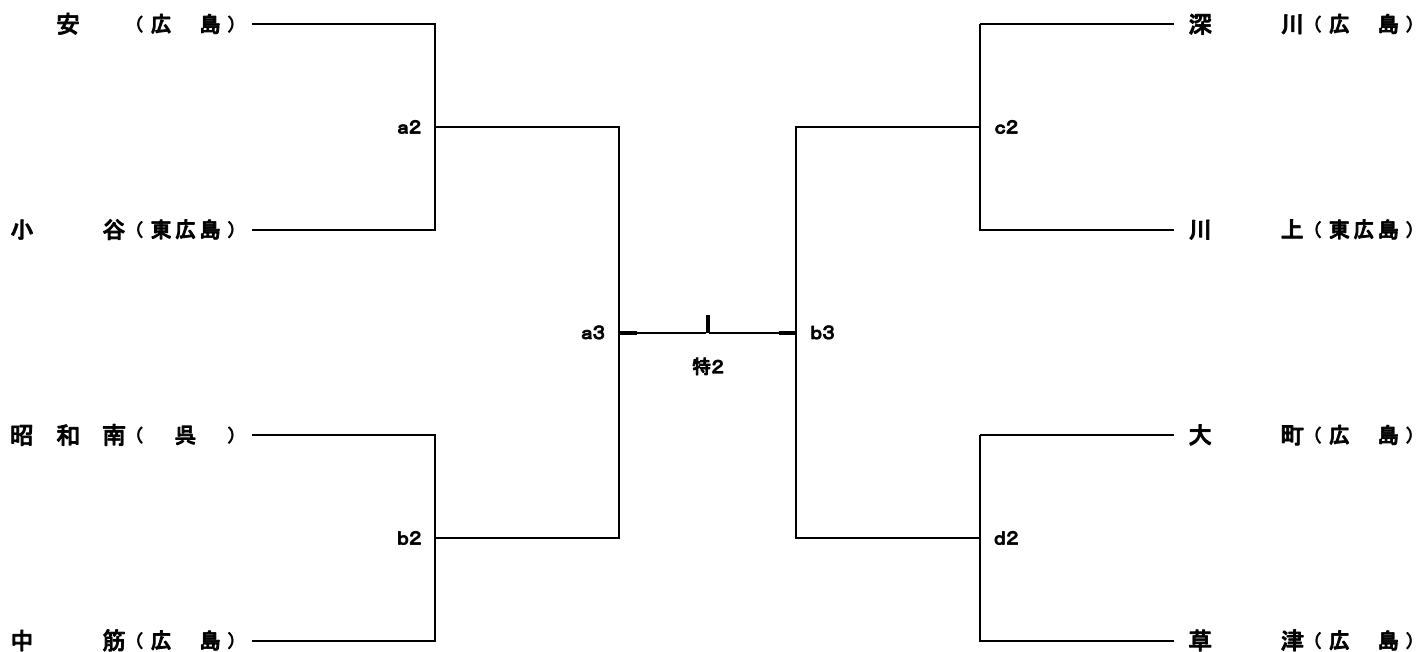 安（広島）
a2
小谷（東広島）
a3
昭和南（呉）
b2
中筋（広島）
特2
深川（広島）
c2
川上（東広島）
b3
大町（広島）
d2
草津（広島）